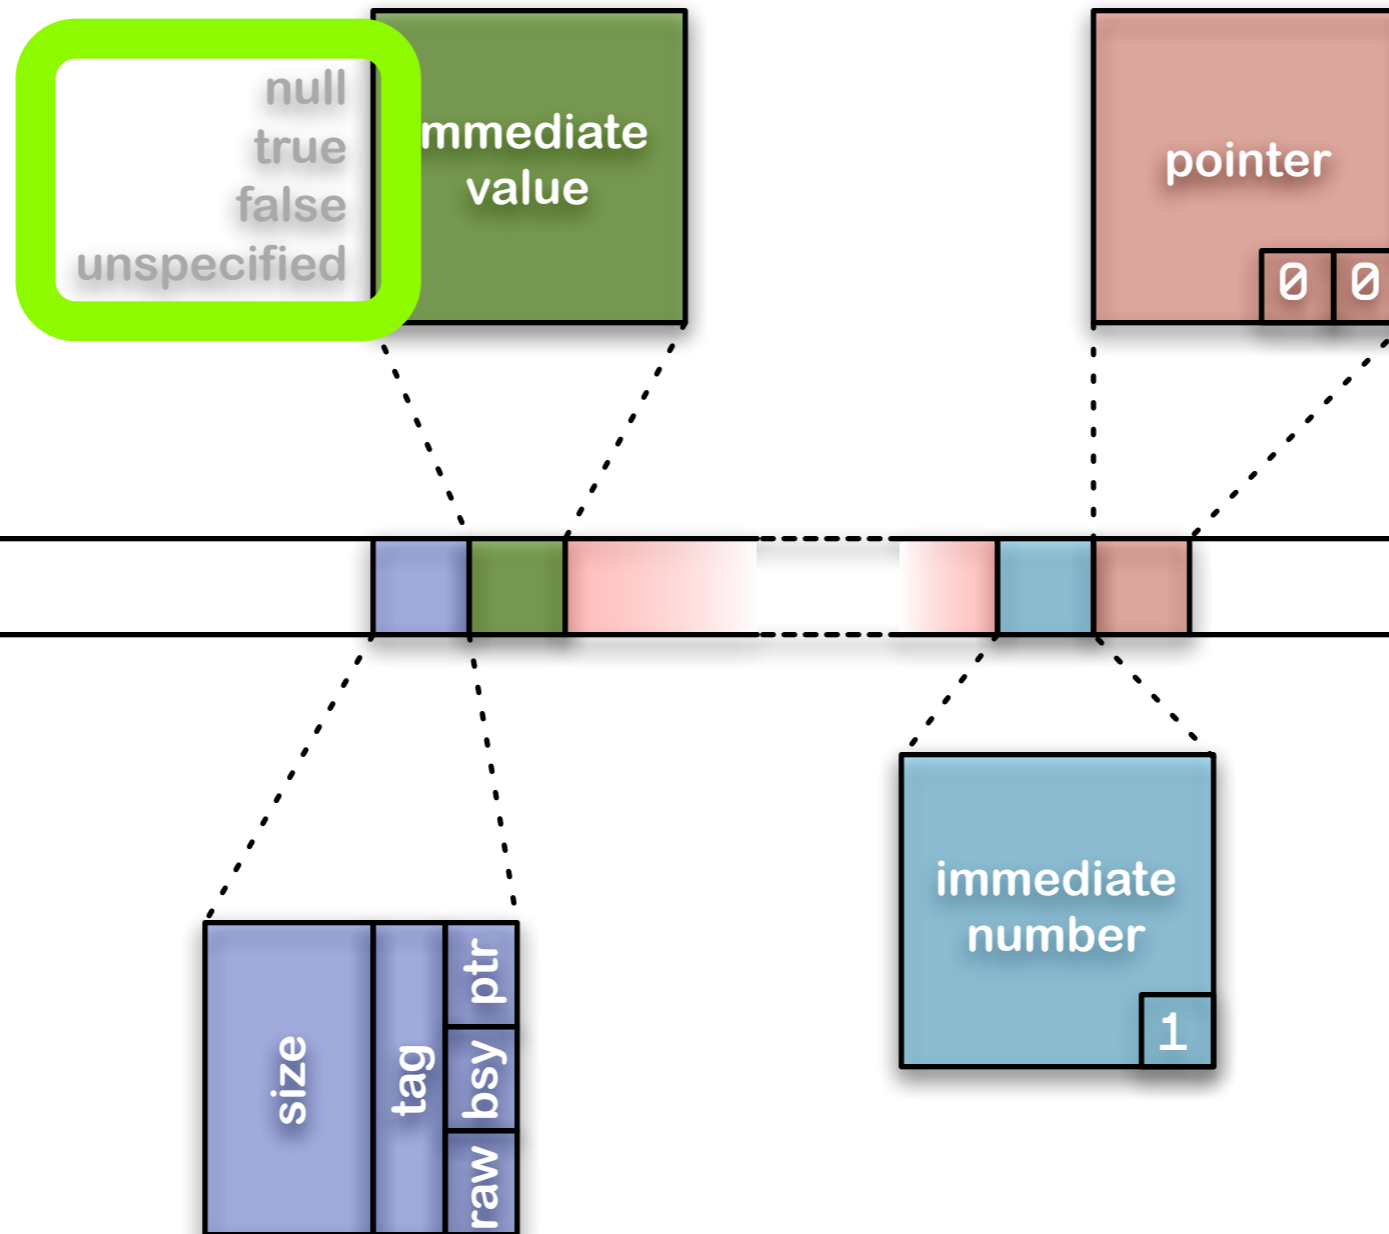 null
true
false
unspecified
mmediate
value
pointer
0 0
immediate
number
1
size
tag
ptr
bsy
raw